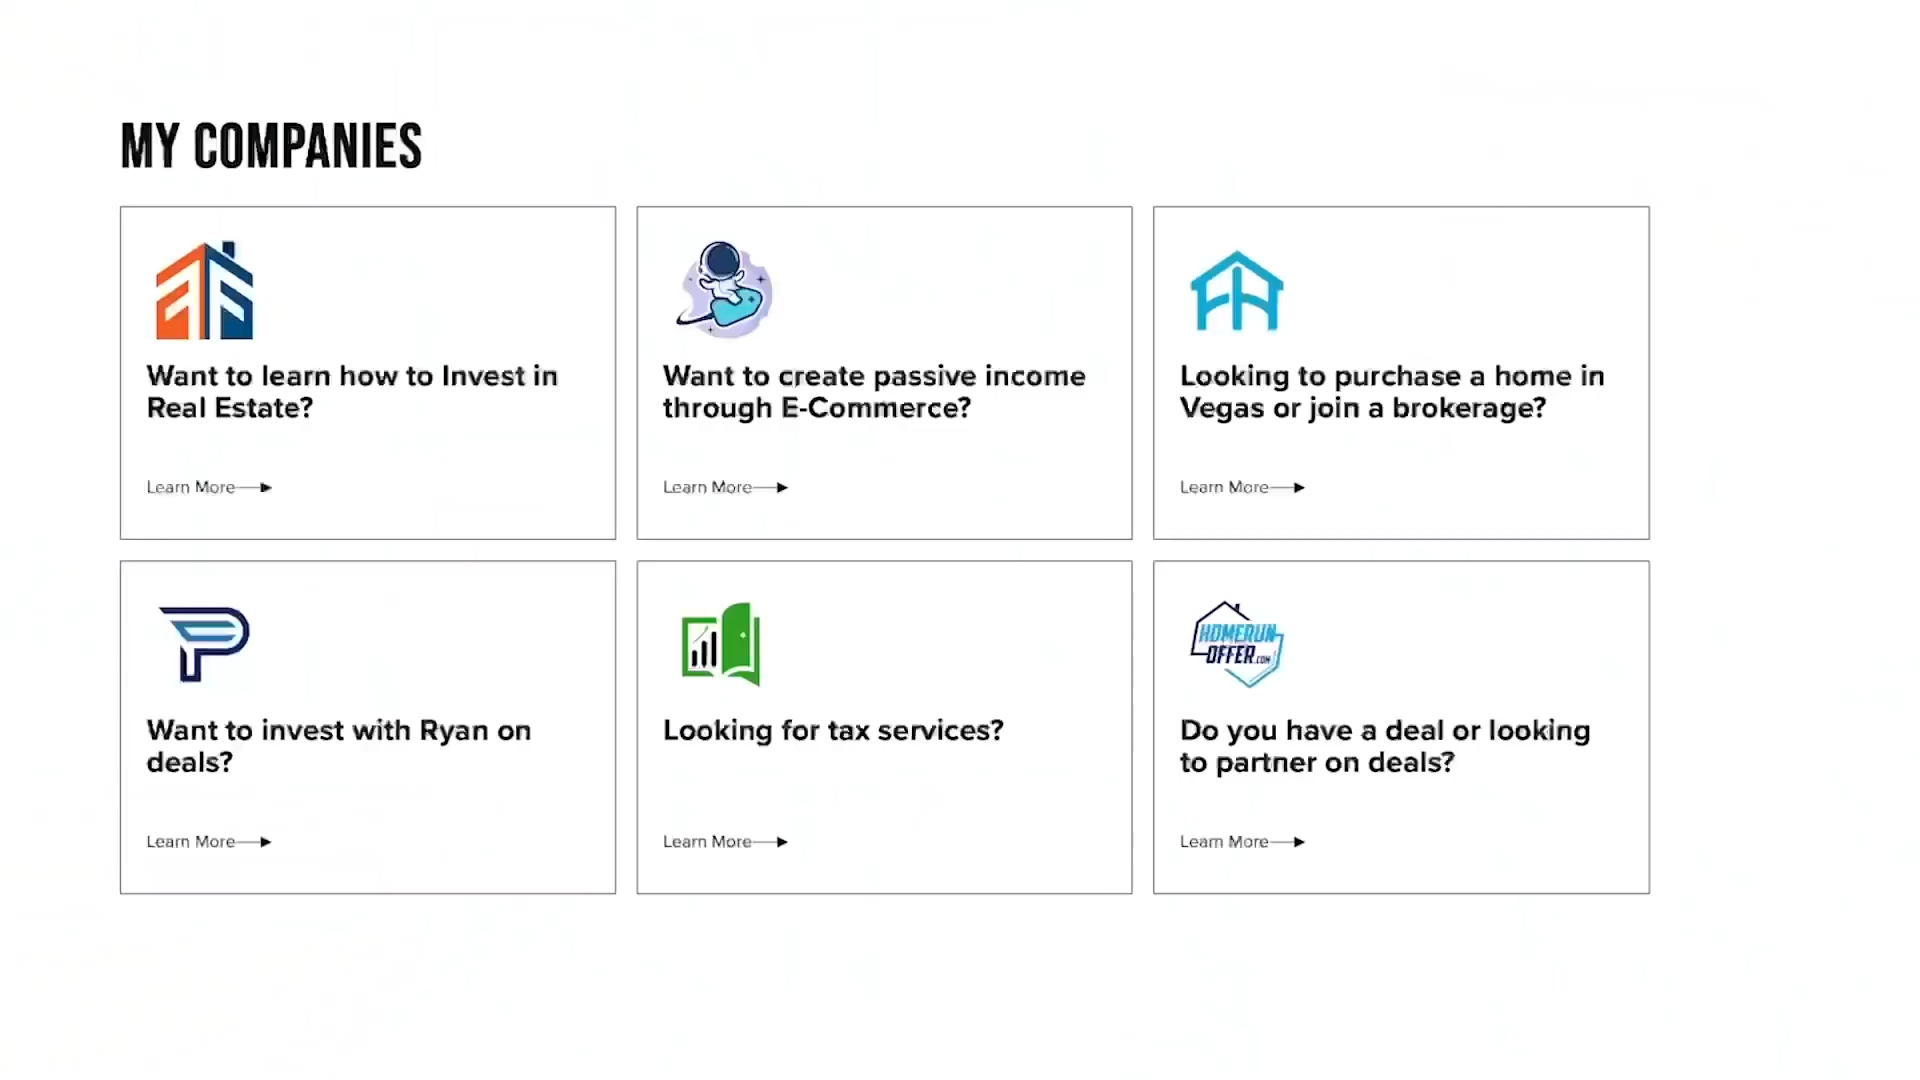 MY COMPANIES
Want to learn how to Invest in
Real Estate?
Learn More
Want to create passive income
through E-Commerce?
Learn More
Looking to purchase a home in
Vegas or join a brokerage?
Learn More
Want to invest with Ryan on
deals?
Learn More
Looking for tax services?
Learn More
HOMERUN
OFFER.COM
Do you have a deal or looking
to partner on deals?
Learn More